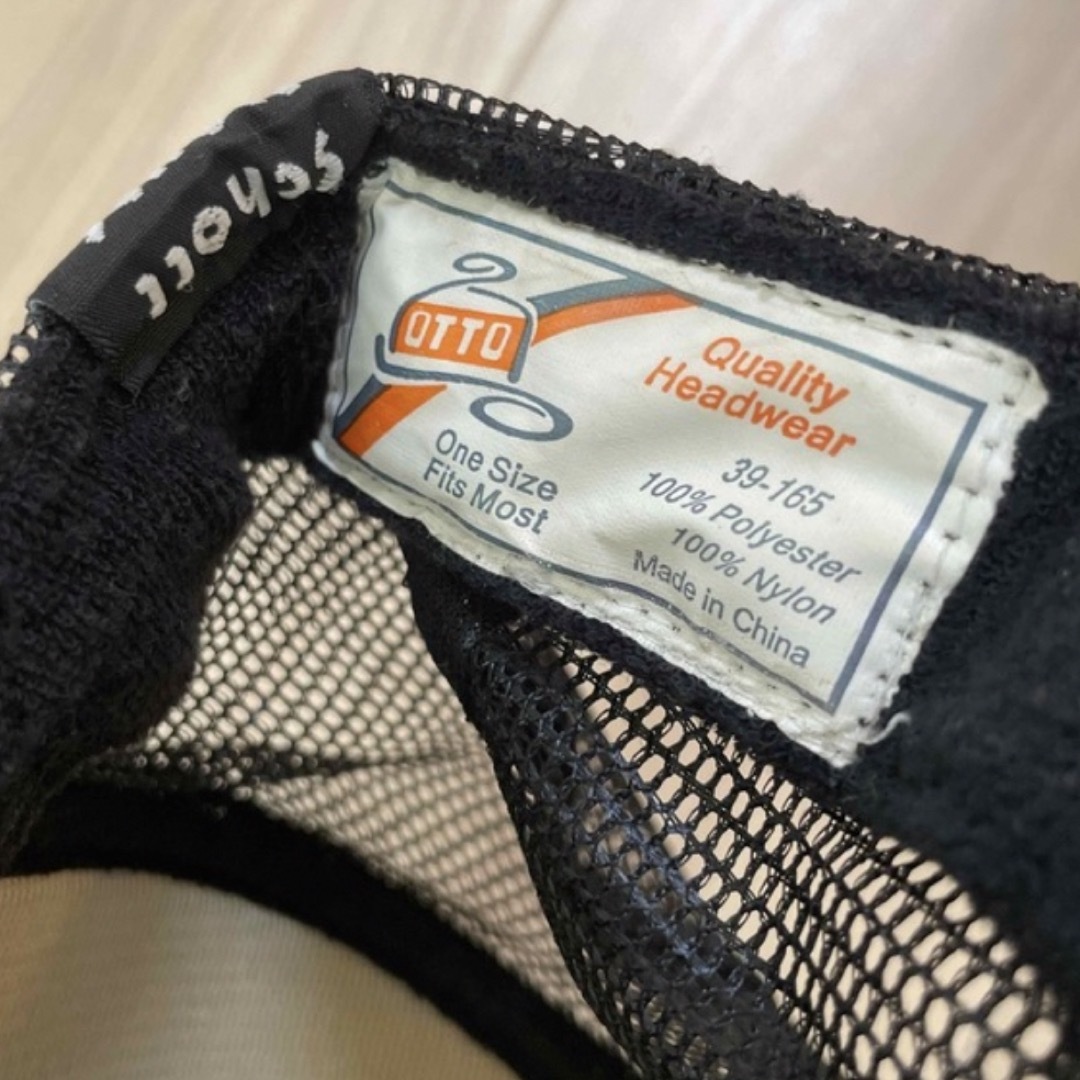 OTTO
Quality
Headwear
One Size
Fits Most
39-165
100% Polyester
100% Nylon
Made in China